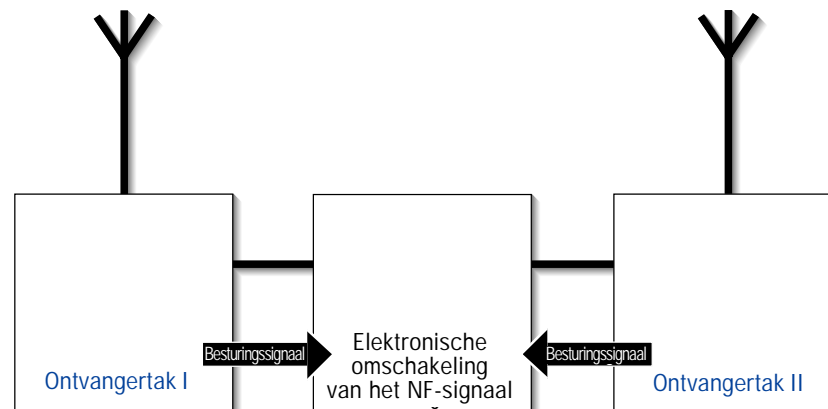 Ontvangertak I
Besturingssignaal
Elektronische
omschakeling
van het NF-signaal
Besturingssignaal
Ontvangertak II